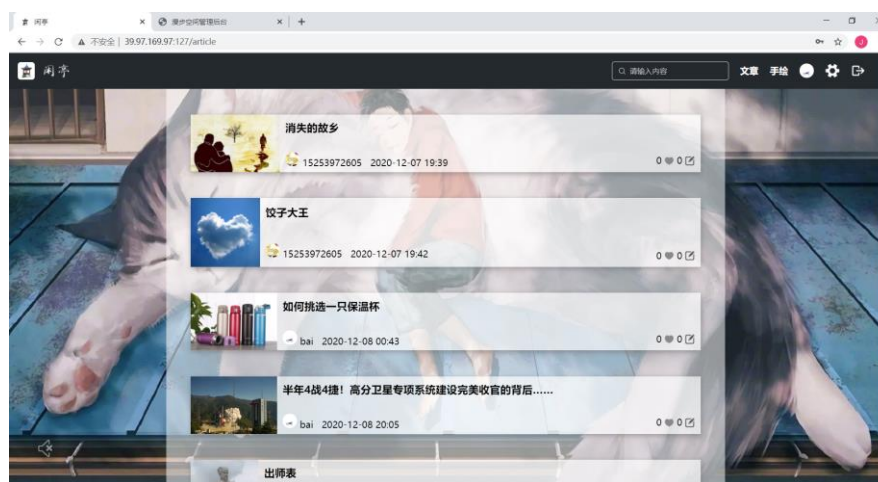 闲亭
漫步空间管理后台
不安全 | 39.97.169.97:127/article
闲亭
请输入内容
文章 手绘
消失的故乡
15253972605 2020-12-07 19:39
0 0
饺子大王
15253972605 2020-12-07 19:42
0 0
如何挑选一只保温杯
bai 2020-12-08 00:43
0 0
半年4战4捷！高分卫星专项系统建设完美收官的背后......
bai 2020-12-08 20:05
0 0
出师表